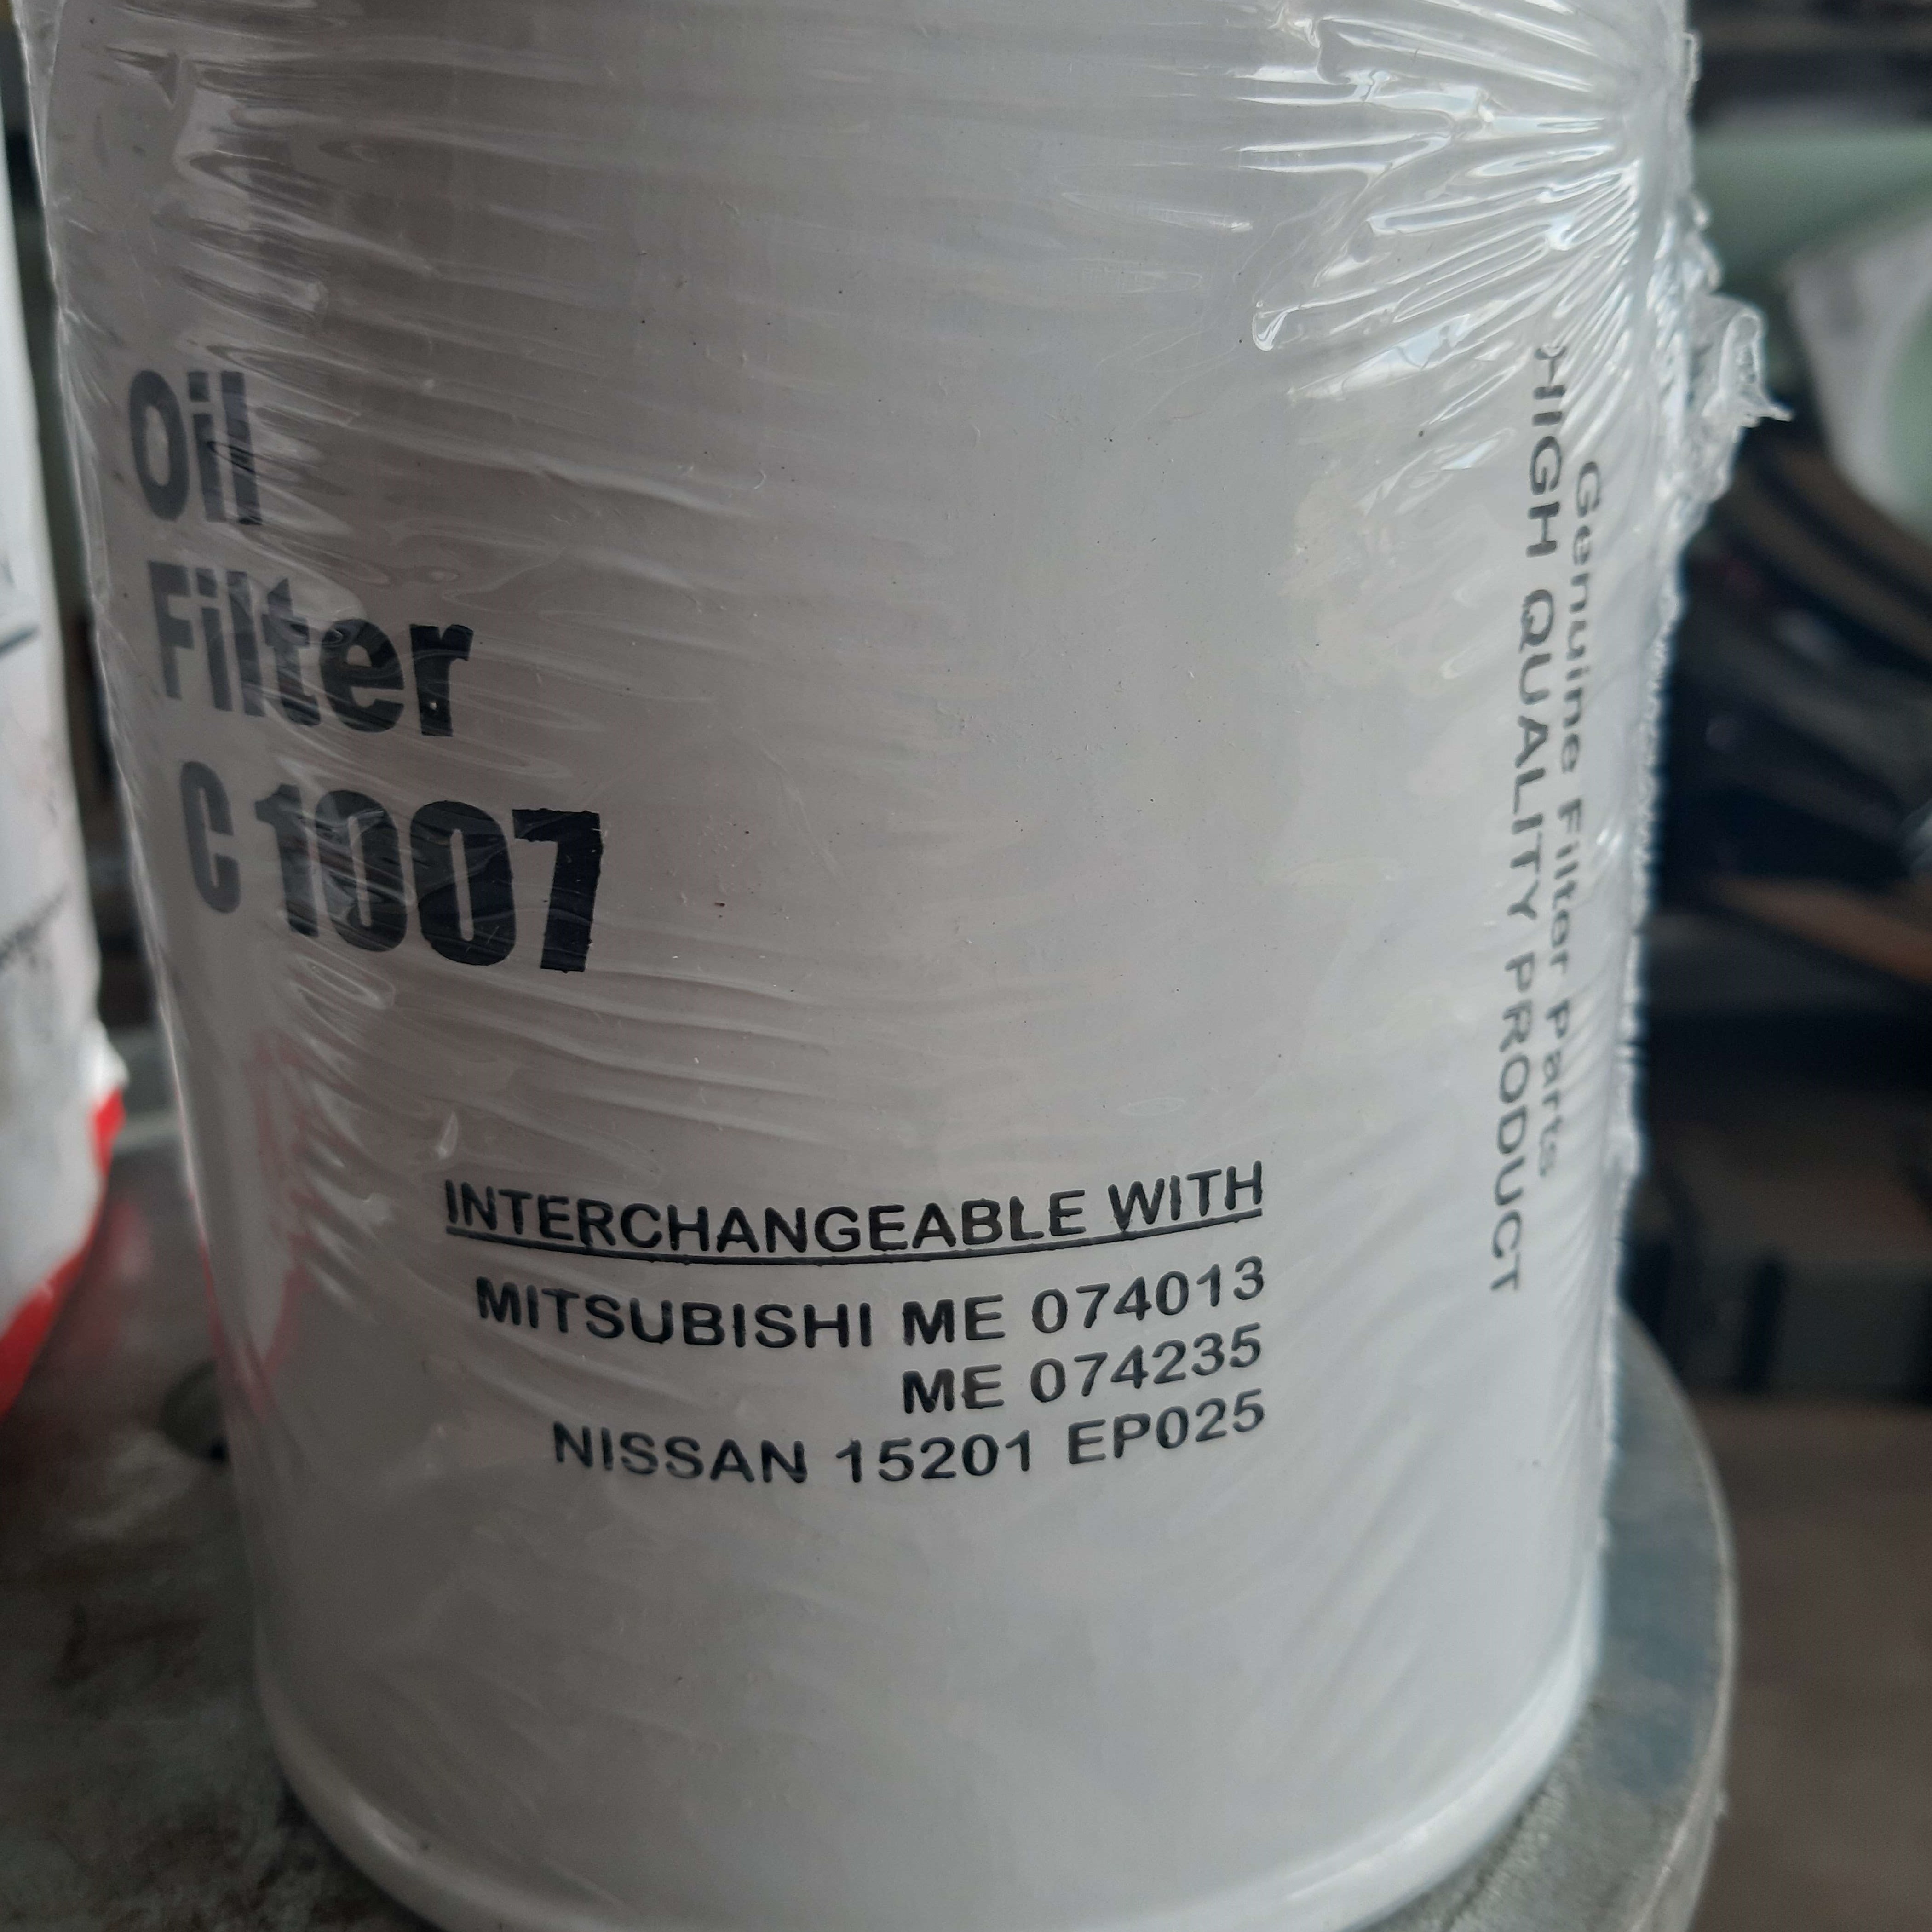 Oil
Filter
C 1007
INTERCHANGEABLE WITH
MITSUBISHI ME 074013
ME 074235
NISSAN 15201 EP025
Genuine Filter Parts
HIGH QUALITY PRODUCT